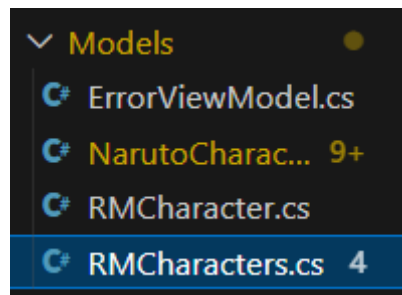 Models
C# ErrorViewModel.cs
C# NarutoCharac... 9+
C# RMCharacter.cs
C# RMCharacters.cs 4